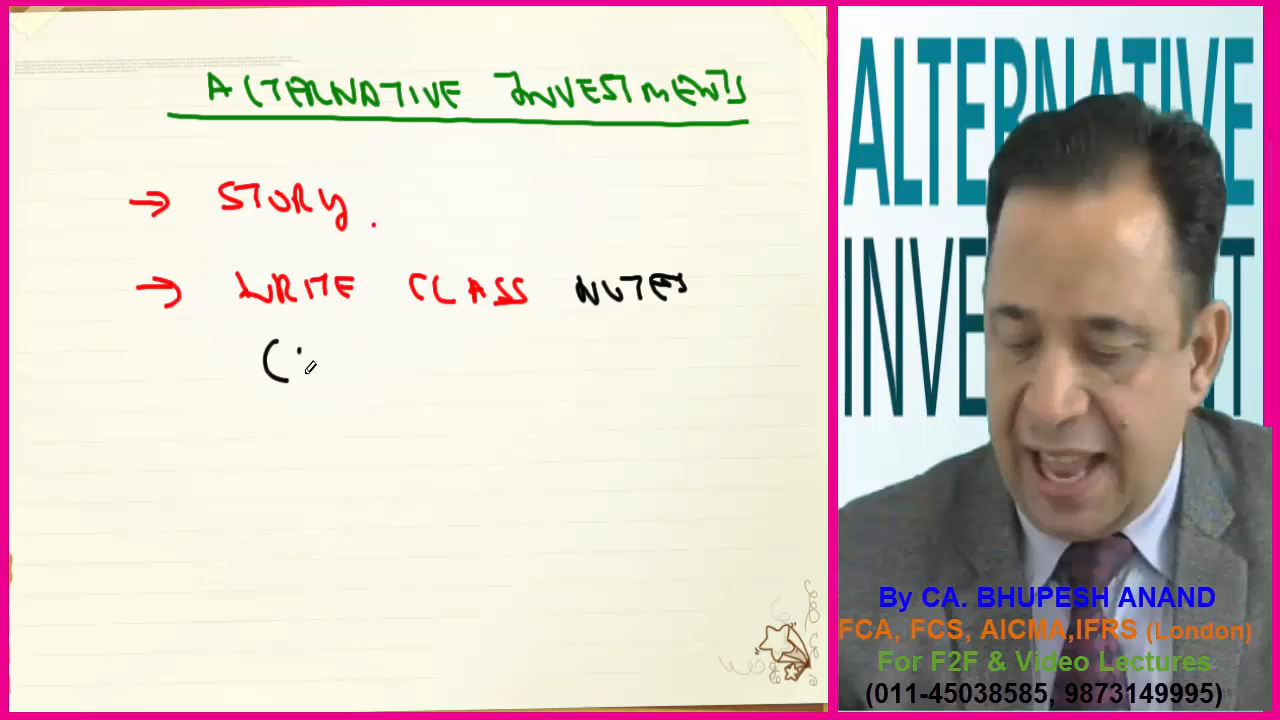 ALTERNATIVE INVESTMENTS
→ STORY.
→ WRITE CLASS NOTES
(
ALTERNATIVE
INVE T
By CA. BHUPESH ANAND
FCA, FCS, AICMA,IFRS (London)
For F2F & Video Lectures
(011-45038585, 9873149995)